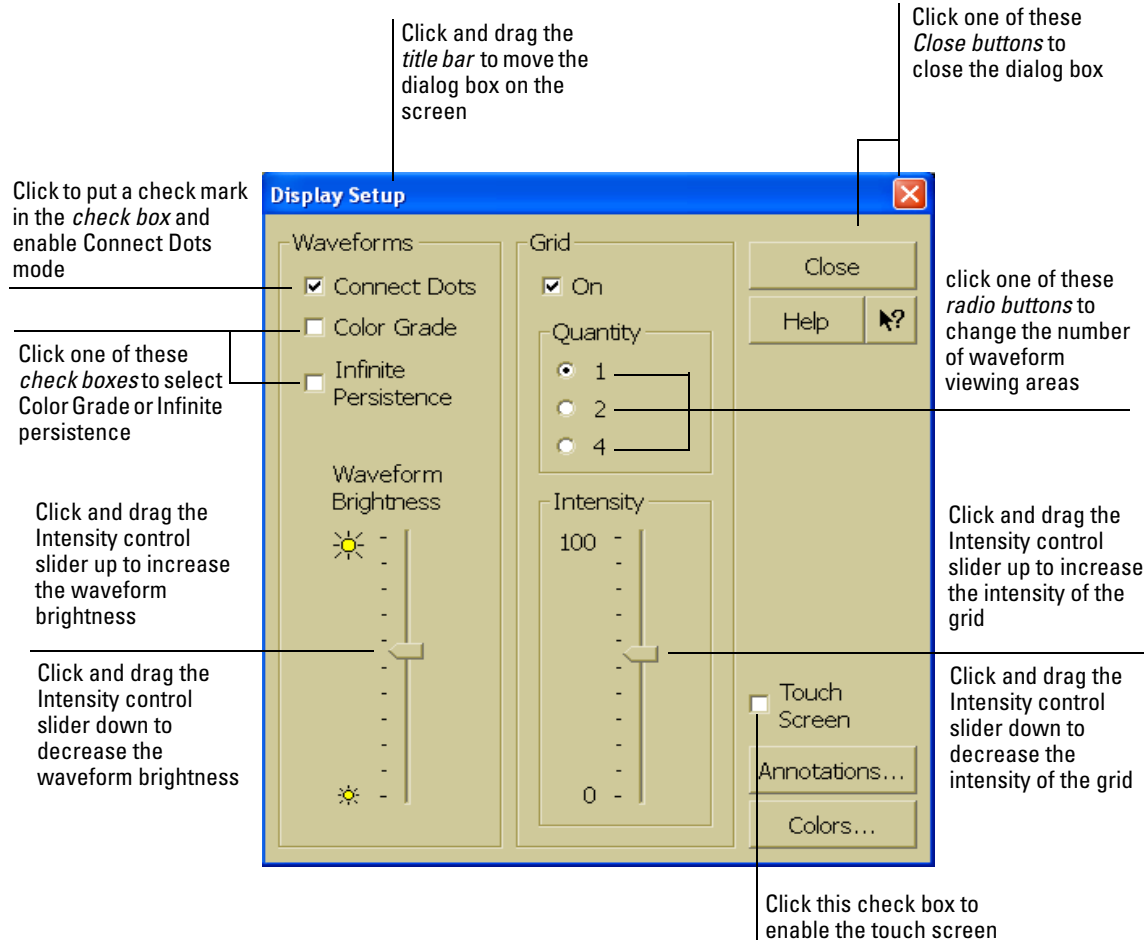 Click and drag the
title bar to move the
dialog box on the
screen
Click one of these
Close buttons to
close the dialog box
Click to put a check mark
in the check box and
enable Connect Dots
mode
Click one of these
check boxes to select
Color Grade or Infinite
persistence
Click and drag the
Intensity control
slider up to increase
the waveform
brightness
Click and drag the
Intensity control
slider down to
decrease the
waveform brightness
Display Setup
Waveforms
Connect Dots
Color Grade
Infinite
Persistence
Waveform
Brightness
Grid
On
Quantity
1
2
4
Intensity
100
0
Close
Help
?
Touch
Screen
Annotations...
Colors...
click one of these
radio buttons to
change the number
of waveform
viewing areas
Click and drag the
Intensity control
slider up to increase
the intensity of the
grid
Click and drag the
Intensity control
slider down to
decrease the
intensity of the grid
Click this check box to
enable the touch screen